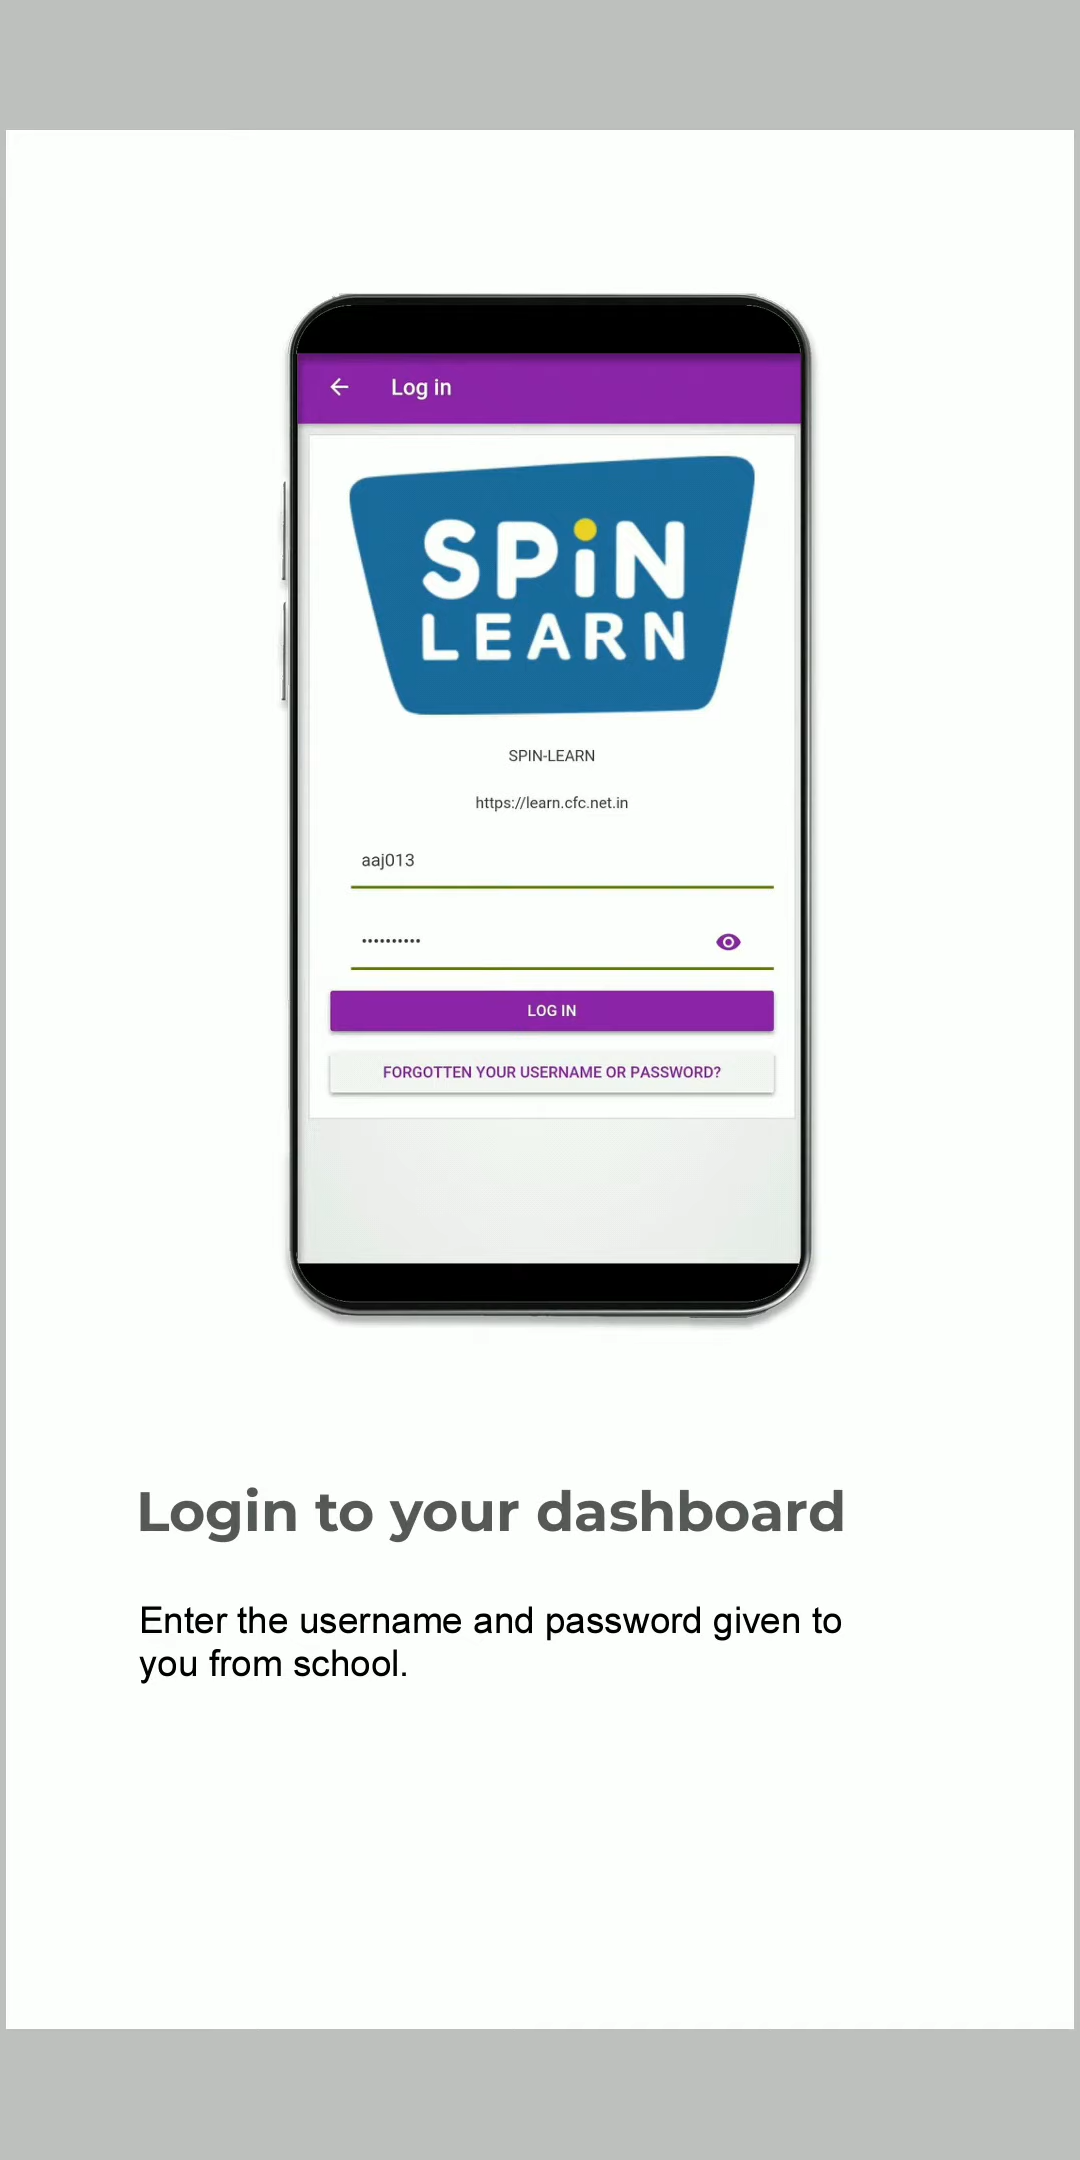 Log in
SPiN
LEARN
SPIN-LEARN
https://learn.cfc.net.in
aaj013
••••••••••
LOG IN
FORGOTTEN YOUR USERNAME OR PASSWORD?
Login to your dashboard
Enter the username and password given to
you from school.